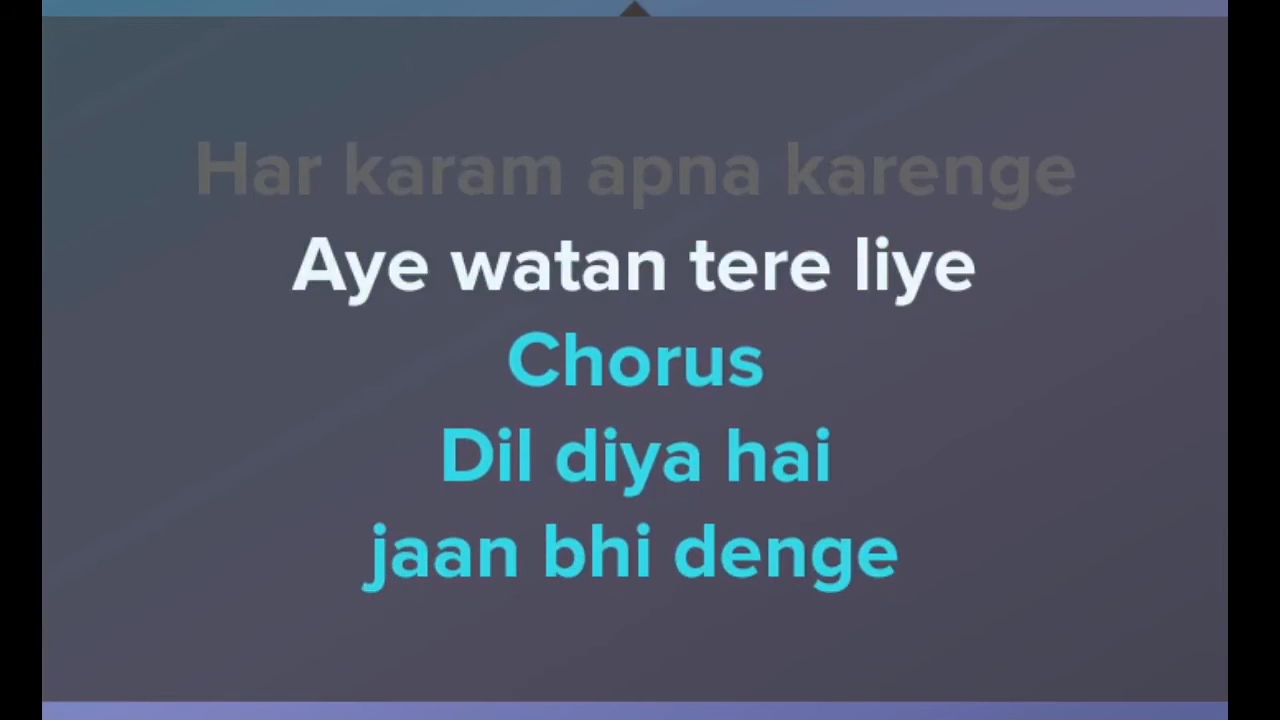 Har karam apna karenge
Aye watan tere liye
Chorus
Dil diya hai
jaan bhi denge